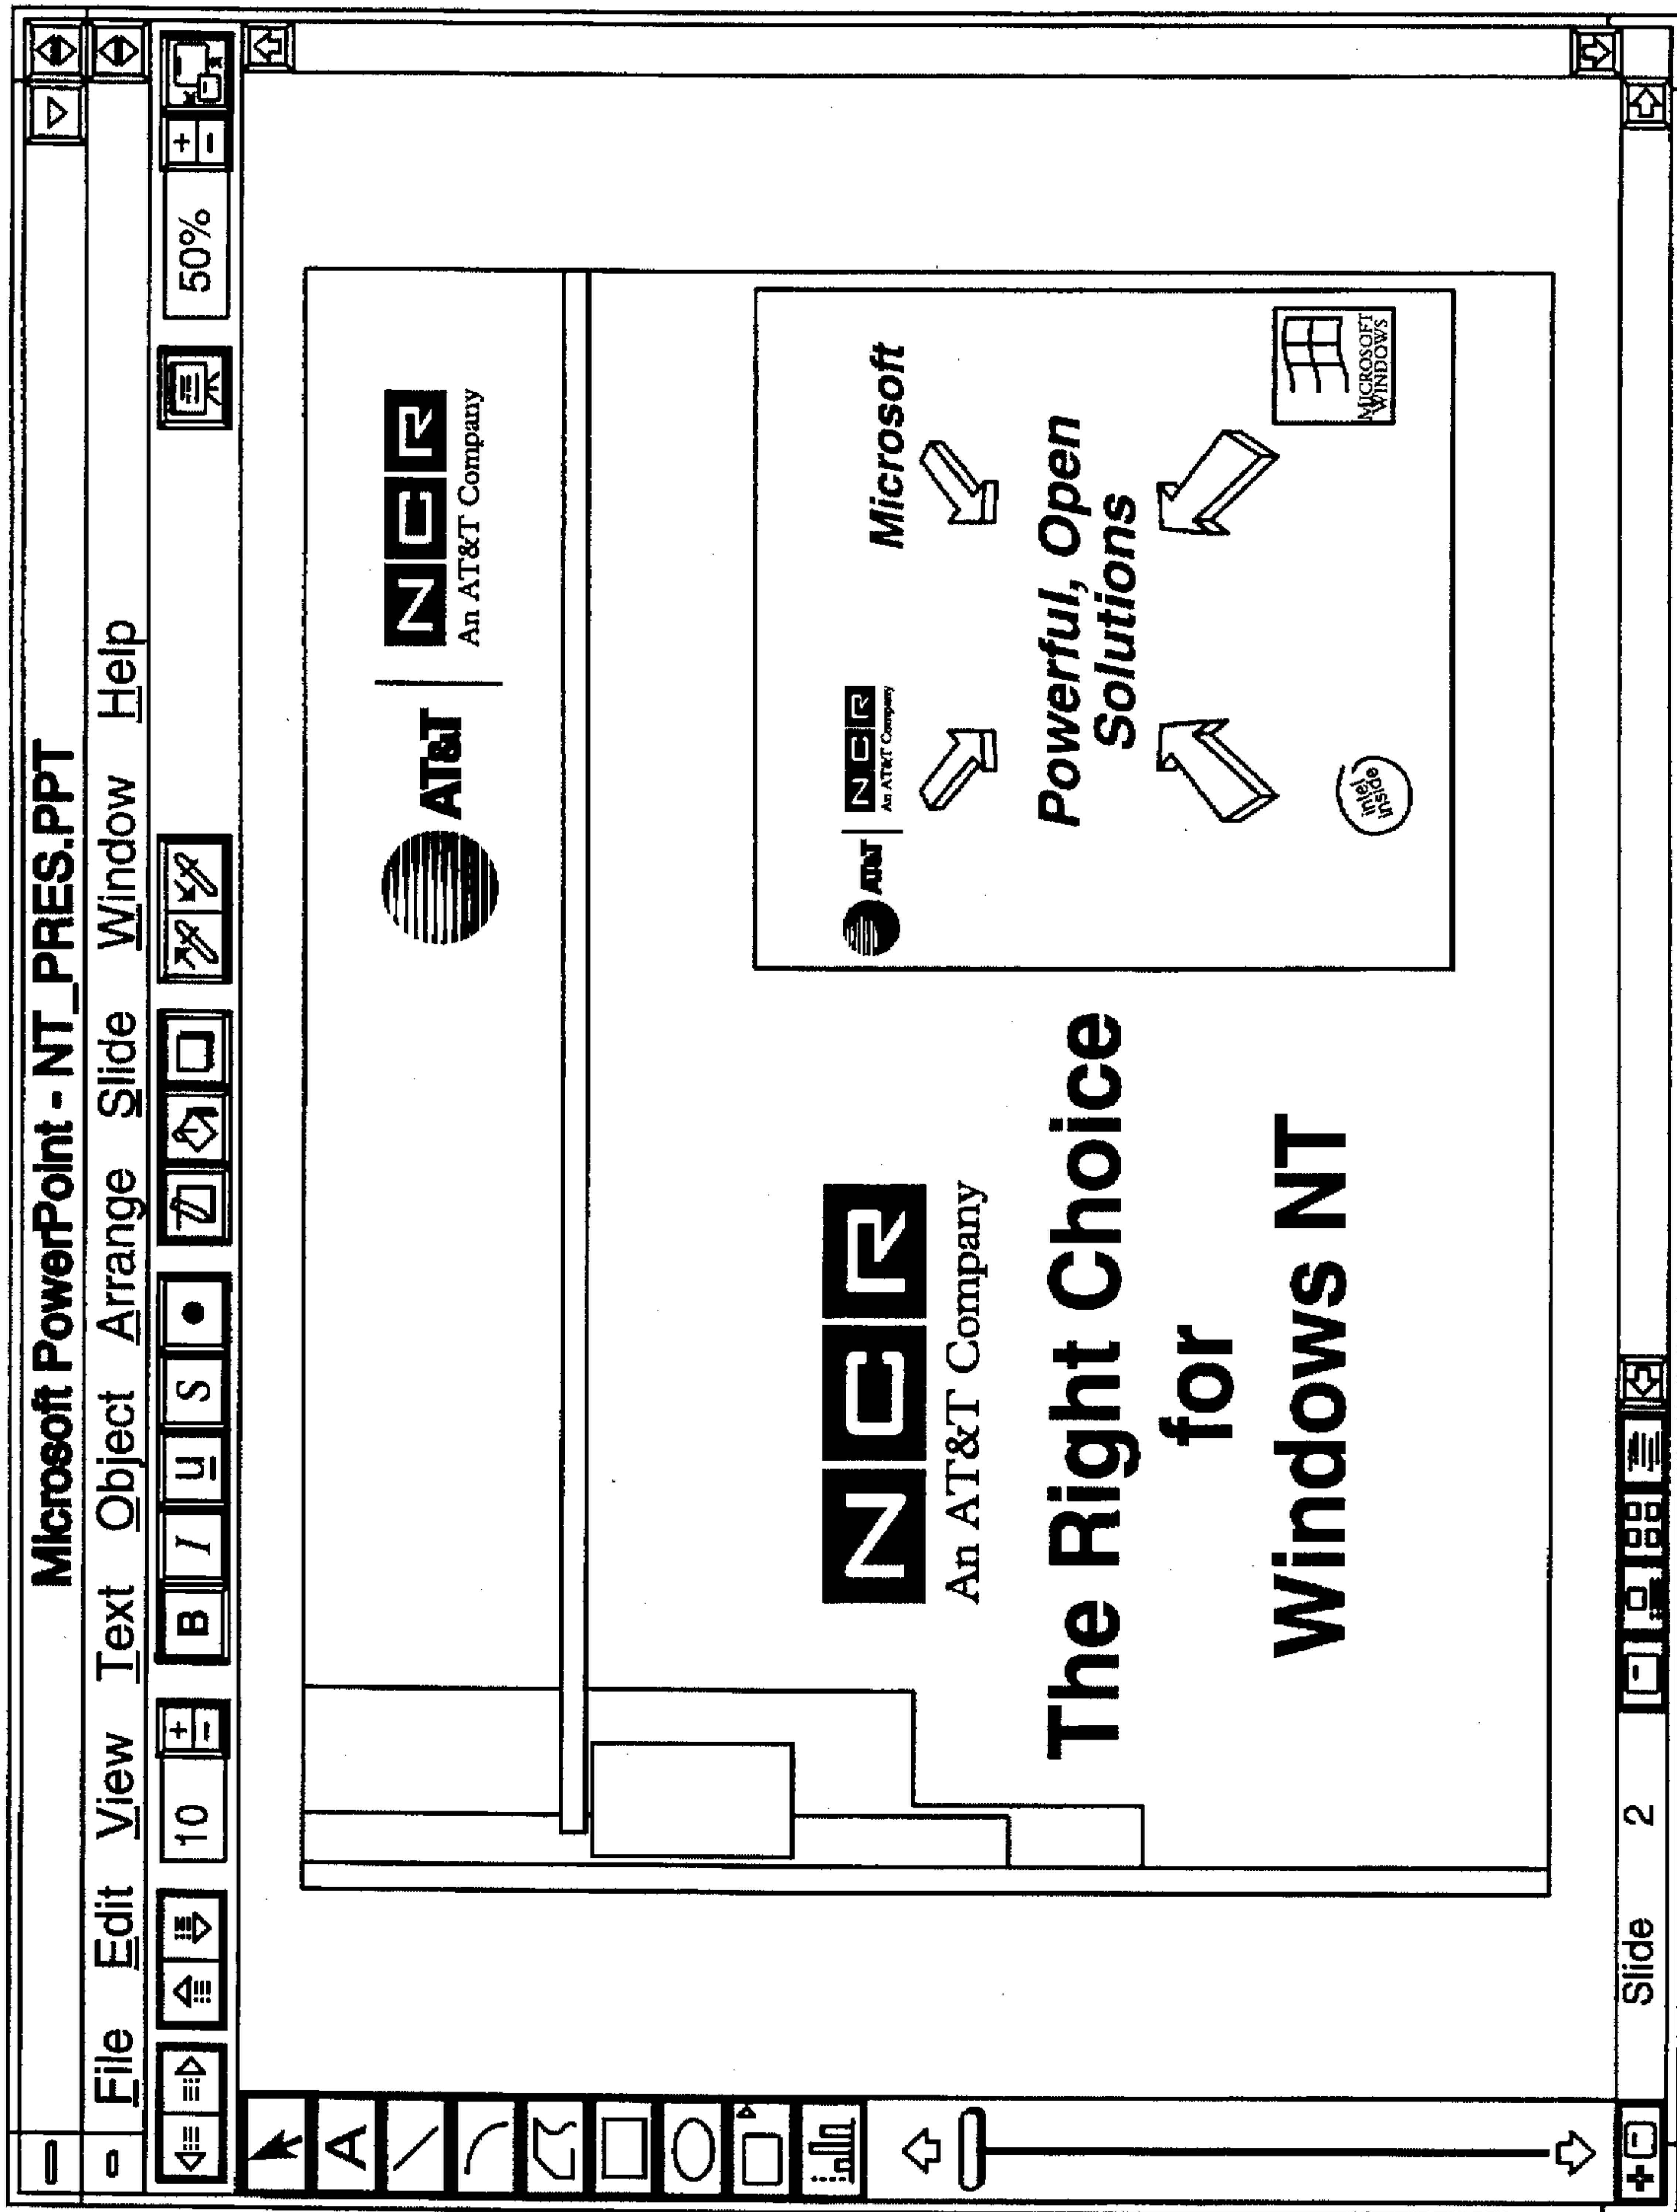 Microsoft PowerPoint - NT_PRES.PPT
File Edit View Text Object Arrange Slide Window Help
10 + - B I U S 50% + -
A
AT&T | NCR
An AT&T Company
NCR
An AT&T Company
The Right Choice
for
Windows NT
AT&T | NCR
An AT&T Company
Microsoft
Powerful, Open
Solutions
intel
inside
MICROSOFT
WINDOWS
Slide 2